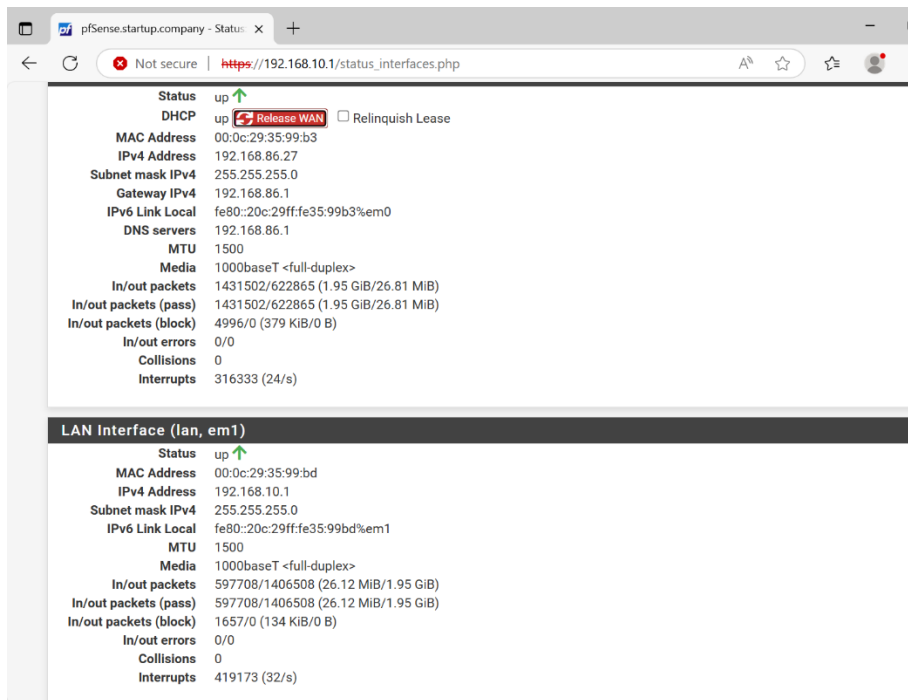 pfSense.startup.company - Status
Not secure | https://192.168.10.1/status_interfaces.php
Status up
DHCP up Release WAN Relinquish Lease
MAC Address 00:0c:29:35:99:b3
IPv4 Address 192.168.86.27
Subnet mask IPv4 255.255.255.0
Gateway IPv4 192.168.86.1
IPv6 Link Local fe80::20c:29ff:fe35:99b3%em0
DNS servers 192.168.86.1
MTU 1500
Media 1000baseT <full-duplex>
In/out packets 1431502/622865 (1.95 GiB/26.81 MiB)
In/out packets (pass) 1431502/622865 (1.95 GiB/26.81 MiB)
In/out packets (block) 4996/0 (379 KiB/0 B)
In/out errors 0/0
Collisions 0
Interrupts 316333 (24/s)
LAN Interface (lan, em1)
Status up
MAC Address 00:0c:29:35:99:bd
IPv4 Address 192.168.10.1
Subnet mask IPv4 255.255.255.0
IPv6 Link Local fe80::20c:29ff:fe35:99bd%em1
MTU 1500
Media 1000baseT <full-duplex>
In/out packets 597708/1406508 (26.12 MiB/1.95 GiB)
In/out packets (pass) 597708/1406508 (26.12 MiB/1.95 GiB)
In/out packets (block) 1657/0 (134 KiB/0 B)
In/out errors 0/0
Collisions 0
Interrupts 419173 (32/s)